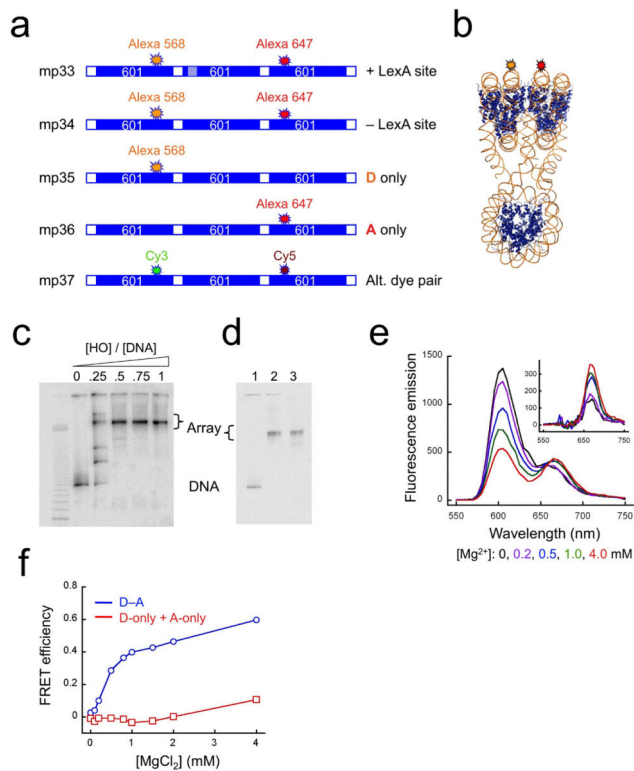 a
Alexa 568 Alexa 647
mp33 601 601 601 + LexA site
Alexa 568 Alexa 647
mp34 601 601 601 – LexA site
Alexa 568
mp35 601 601 601 D only
Alexa 647
mp36 601 601 601 A only
Cy3 Cy5
mp37 601 601 601 Alt. dye pair
b
c
[HO] / [DNA]
0 .25 .5 .75 1
Array
DNA
d
1 2 3
e
Fluorescence emission
1500
1000
500
0
550 600 650 700 750
Wavelength (nm)
[Mg²⁺]: 0, 0.2, 0.5, 1.0, 4.0 mM
300
200
100
0
550 650 750
f
FRET efficiency
0.8
0.6
0.4
0.2
0
D–A
D-only + A-only
0 1 2 3 4
[MgCl₂] (mM)